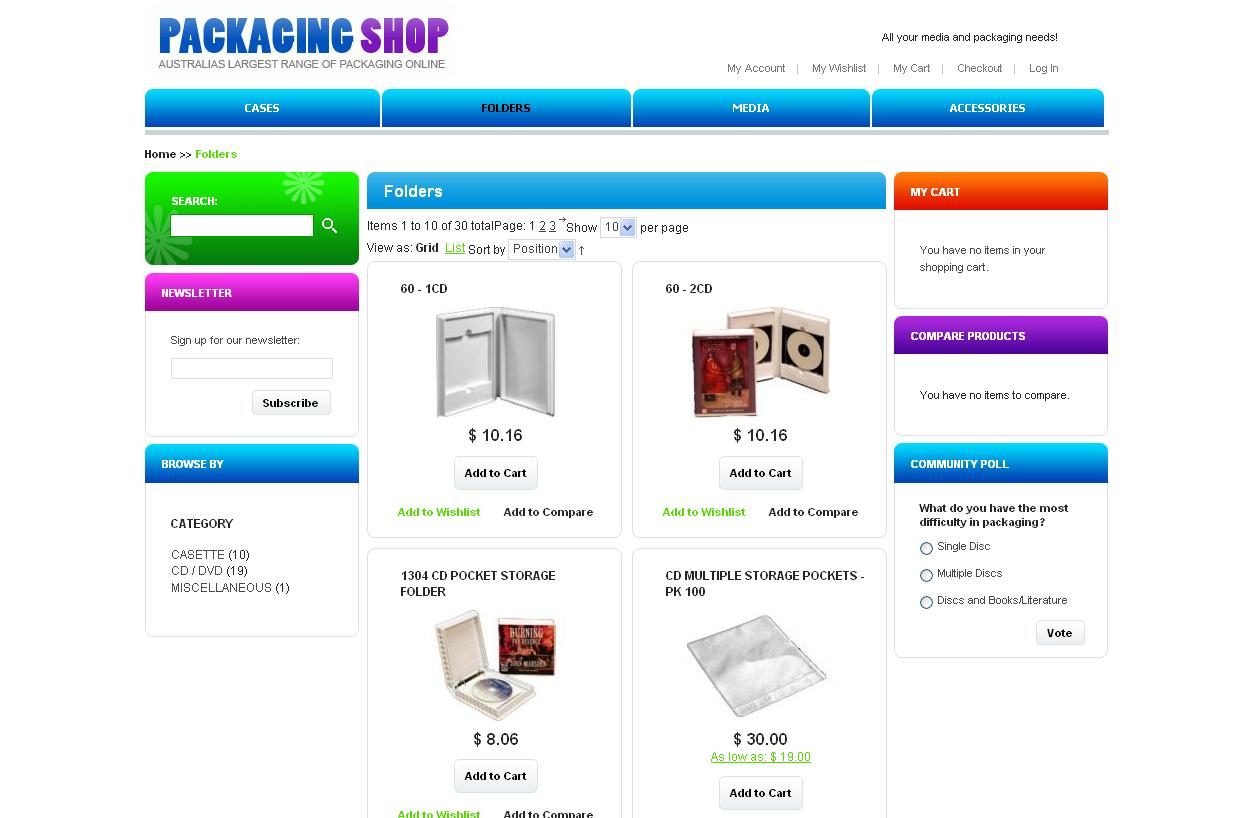 PACKAGING SHOP
AUSTRALIAS LARGEST RANGE OF PACKAGING ONLINE
All your media and packaging needs!
My Account | My Wishlist | My Cart | Checkout | Log In
CASES FOLDERS MEDIA ACCESSORIES
Home >> Folders
SEARCH:
NEWSLETTER
Sign up for our newsletter:
Subscribe
BROWSE BY
CATEGORY
CASETTE (10)
CD / DVD (19)
MISCELLANEOUS (1)
Folders
Items 1 to 10 of 30 totalPage: 1 2 3 → Show 10 per page
View as: Grid List Sort by Position ↑
60 - 1CD
$ 10.16
Add to Cart
Add to Wishlist Add to Compare
60 - 2CD
$ 10.16
Add to Cart
Add to Wishlist Add to Compare
1304 CD POCKET STORAGE
FOLDER
BURNING
FOR REVENGE
JOHN MARSDEN
$ 8.06
Add to Cart
Add to Wishlist Add to Compare
CD MULTIPLE STORAGE POCKETS -
PK 100
$ 30.00
As low as: $ 19.00
Add to Cart
MY CART
You have no items in your
shopping cart.
COMPARE PRODUCTS
You have no items to compare.
COMMUNITY POLL
What do you have the most
difficulty in packaging?
Single Disc
Multiple Discs
Discs and Books/Literature
Vote